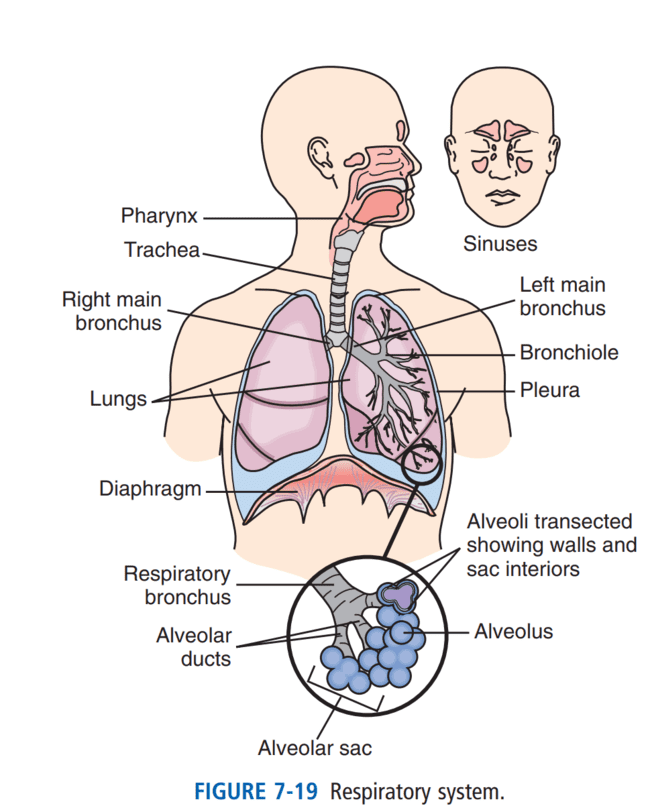 Pharynx
Sinuses
Trachea
Left main
bronchus
Right main
bronchus
Bronchiole
Pleura
Lungs
Diaphragm
Alveoli transected
showing walls and
sac interiors
Respiratory
bronchus
Alveolus
Alveolar
ducts
Alveolar sac
FIGURE 7-19 Respiratory system.